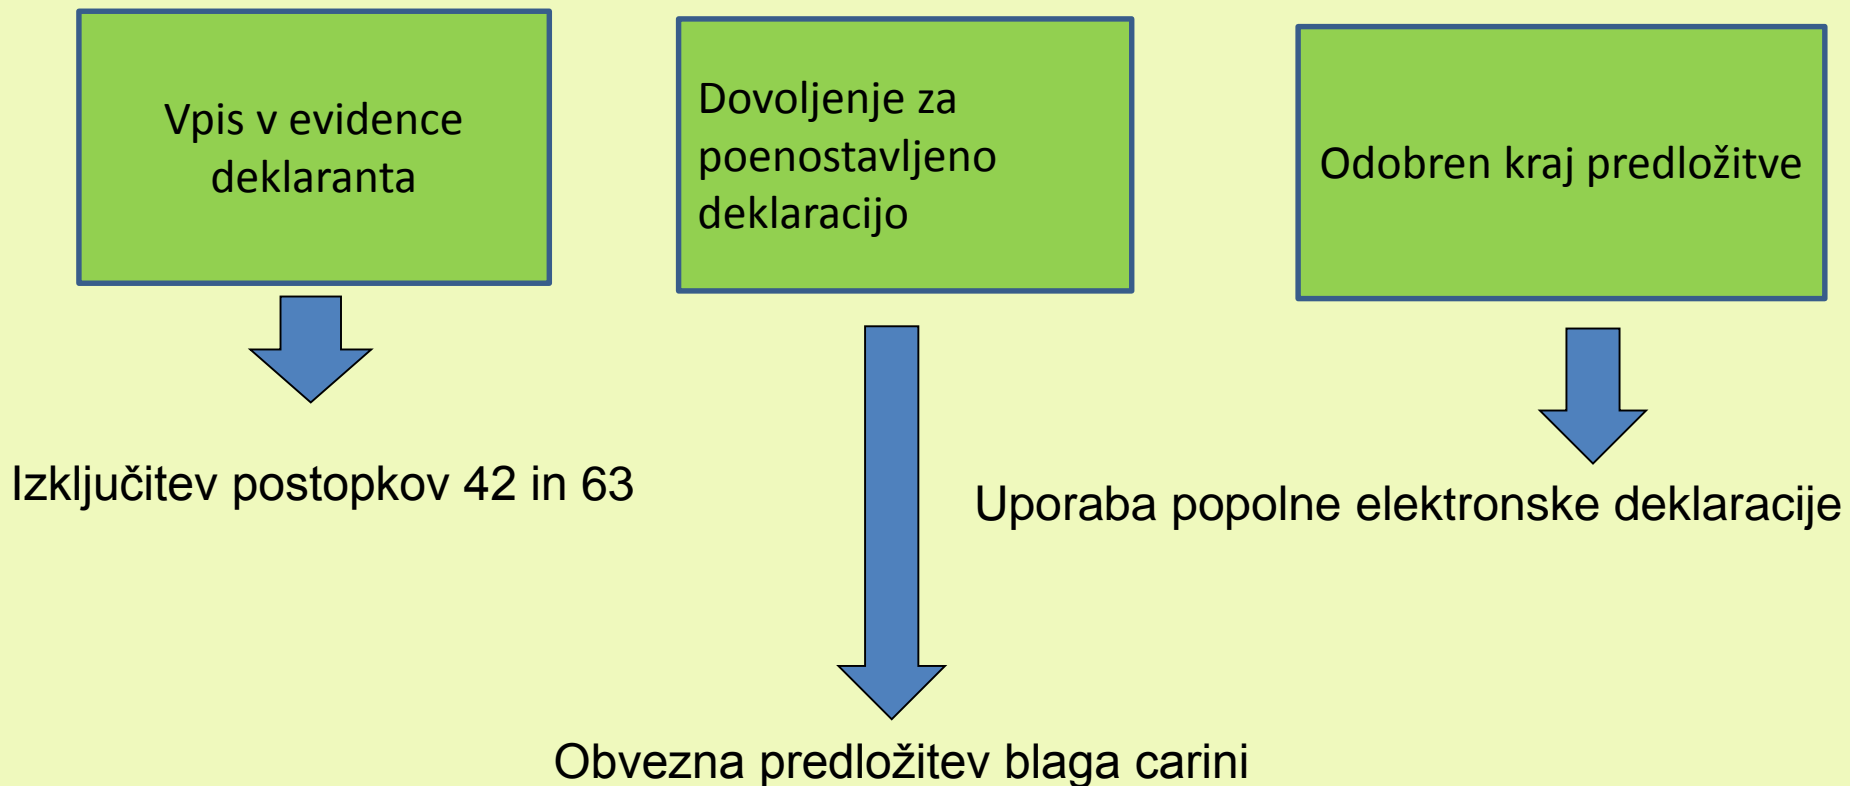 Vpis v evidence
deklaranta
Dovoljenje za
poenostavljeno
deklaracijo
Odobren kraj predložitve
Izključitev postopkov 42 in 63
Uporaba popolne elektronske deklaracije
Obvezna predložitev blaga carini